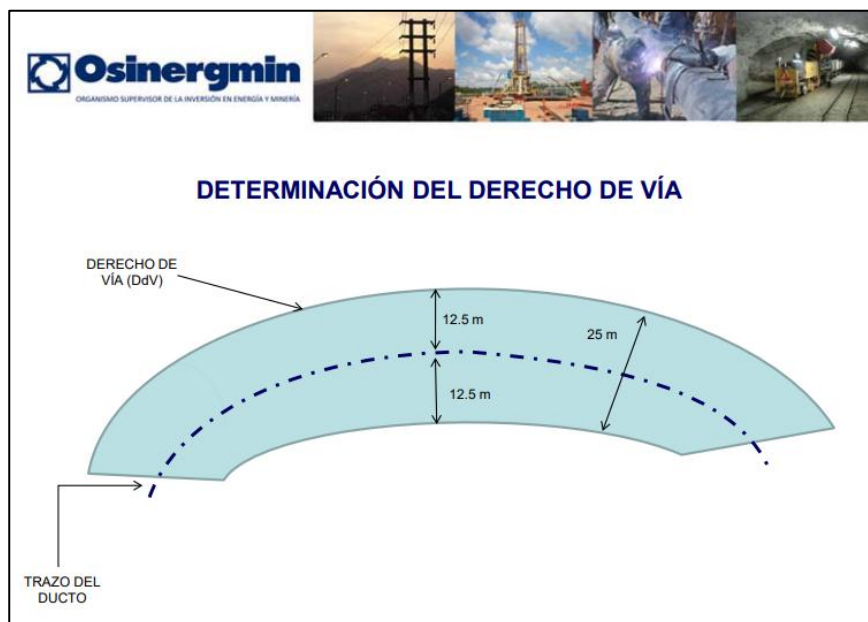 Osinergmin
ORGANISMO SUPERVISOR DE LA INVERSIÓN EN ENERGÍA Y MINERÍA
DETERMINACIÓN DEL DERECHO DE VÍA
DERECHO DE
VÍA (DdV)
12.5 m
25 m
12.5 m
TRAZO DEL
DUCTO